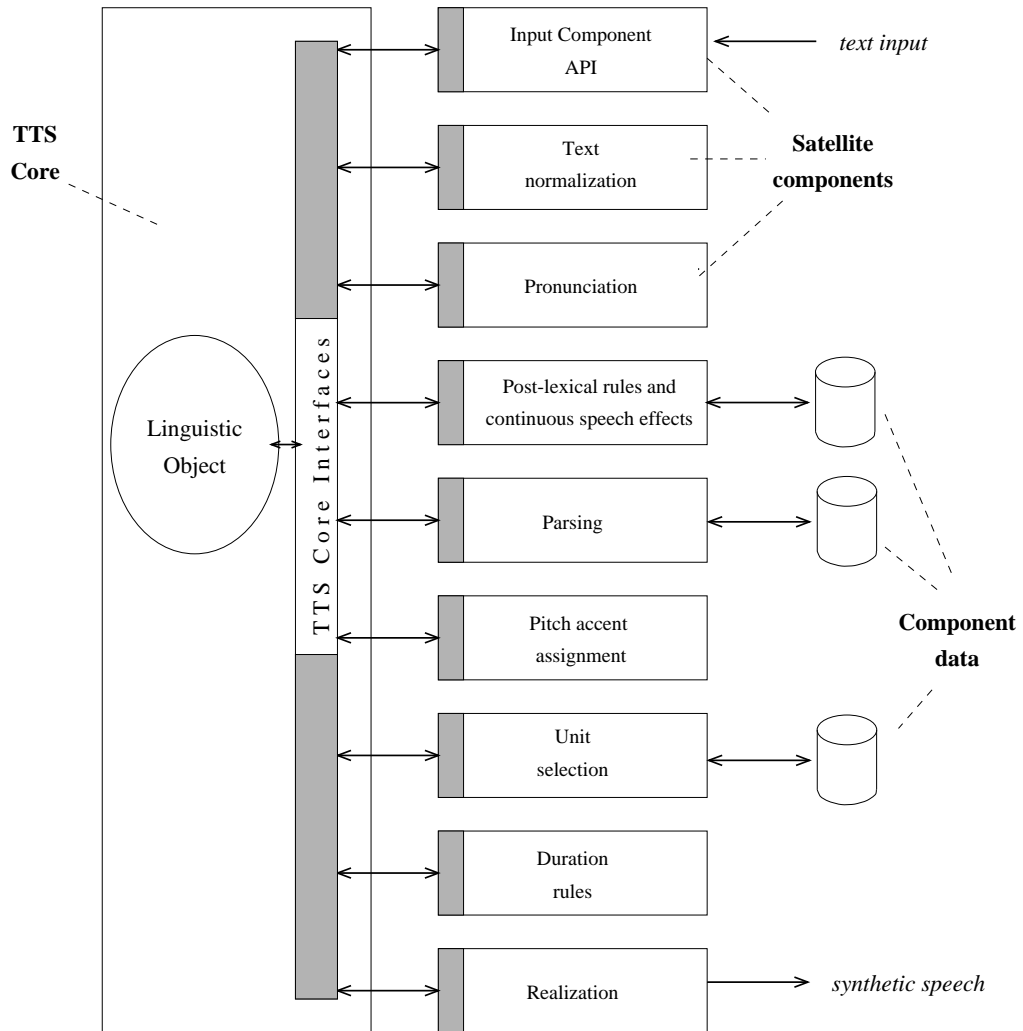 TTS
Core
Linguistic
Object
TTS Core Interfaces
Input Component
API
text input
Text
normalization
Satellite
components
Pronunciation
Post-lexical rules and
continuous speech effects
Parsing
Pitch accent
assignment
Component
data
Unit
selection
Duration
rules
Realization
synthetic speech